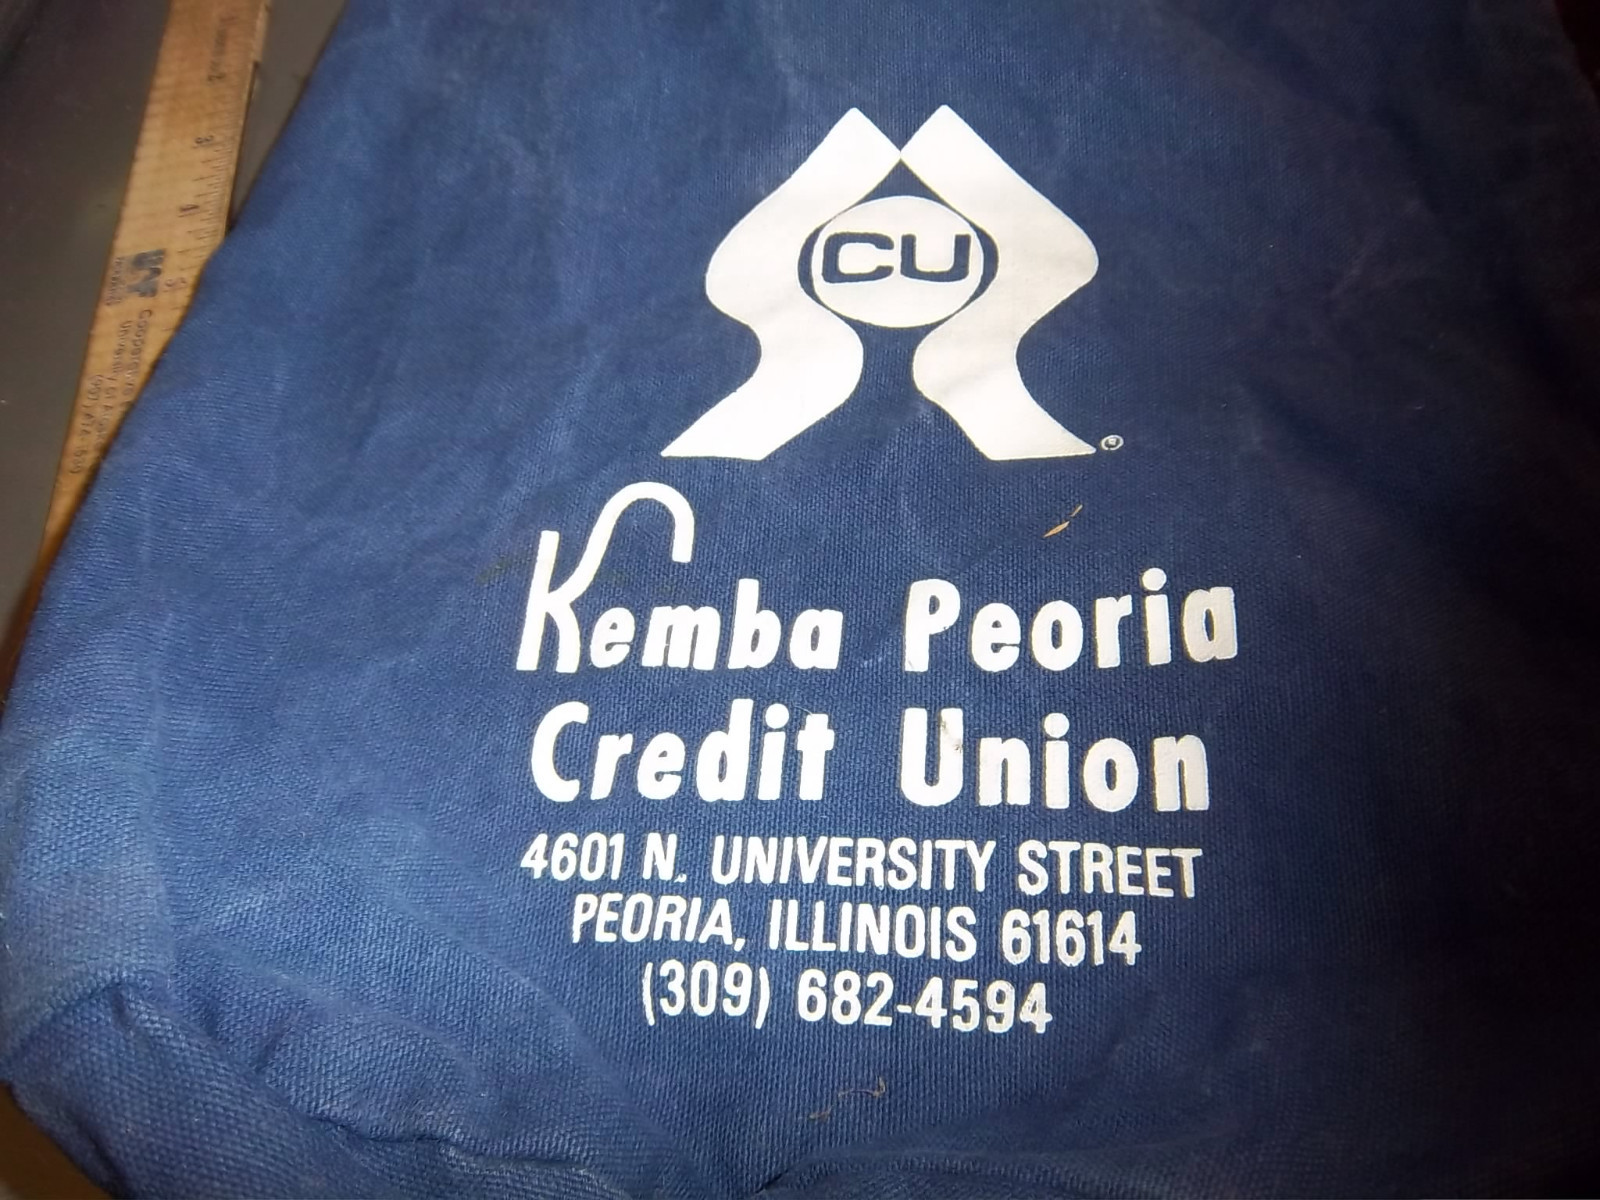 CU
Kemba Peoria
Credit Union
4601 N. UNIVERSITY STREET
PEORIA, ILLINOIS 61614
(309) 682-4594